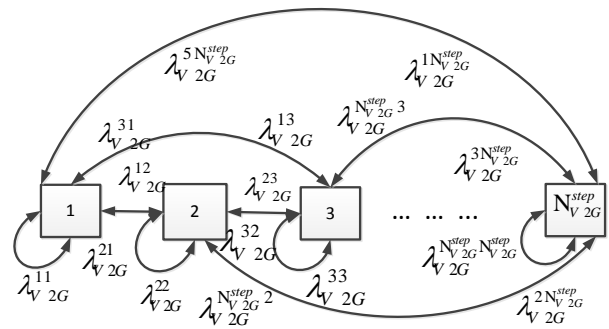 λ_{V2G}^{5N_{V2G}^{step}} λ_{V2G}^{1N_{V2G}^{step}}
λ_{V2G}^{31} λ_{V2G}^{13} λ_{V2G}^{N_{V2G}^{step}3}
λ_{V2G}^{12} λ_{V2G}^{23} λ_{V2G}^{3N_{V2G}^{step}}
1 2 3 ... ... ... N_{V2G}^{step}
λ_{V2G}^{21} λ_{V2G}^{32} λ_{V2G}^{N_{V2G}^{step}N_{V2G}^{step}}
λ_{V2G}^{11} λ_{V2G}^{22} λ_{V2G}^{N_{V2G}^{step}2} λ_{V2G}^{33} λ_{V2G}^{2N_{V2G}^{step}}